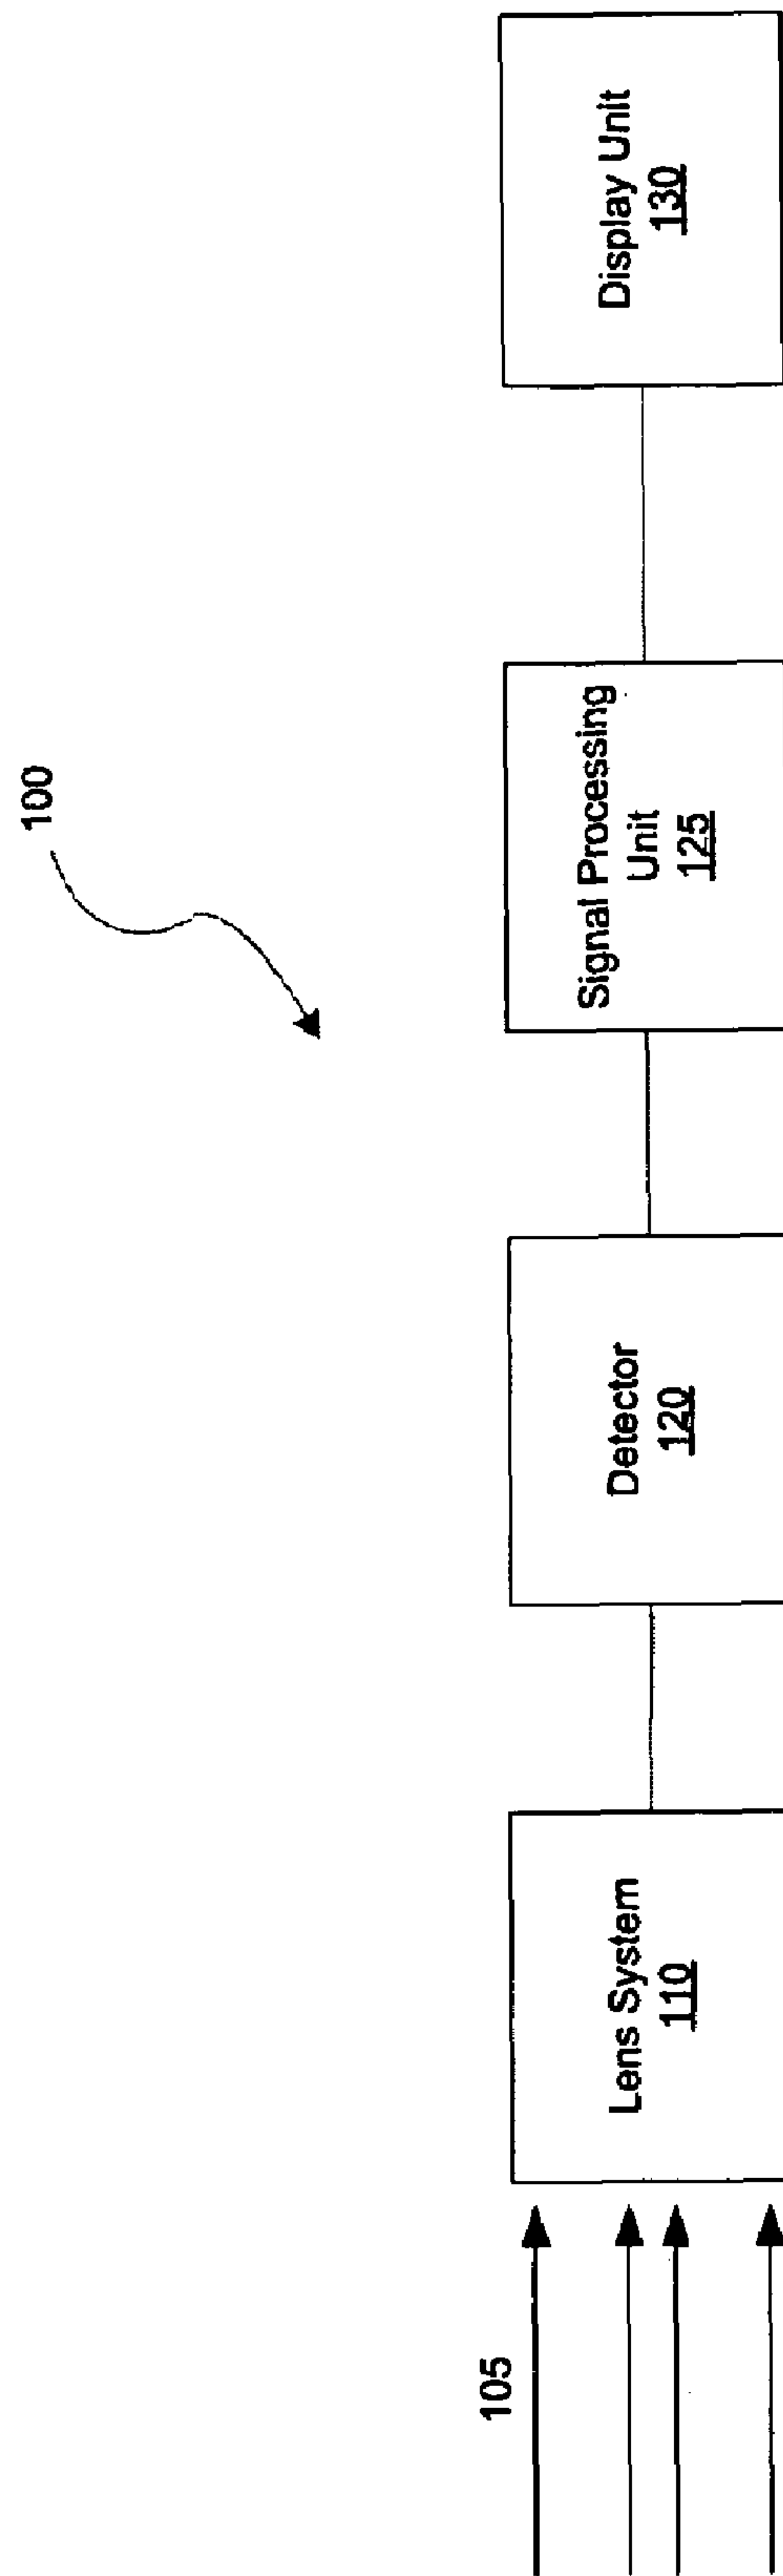 100
105
Lens System
110
Detector
120
Signal Processing
Unit
125
Display Unit
130